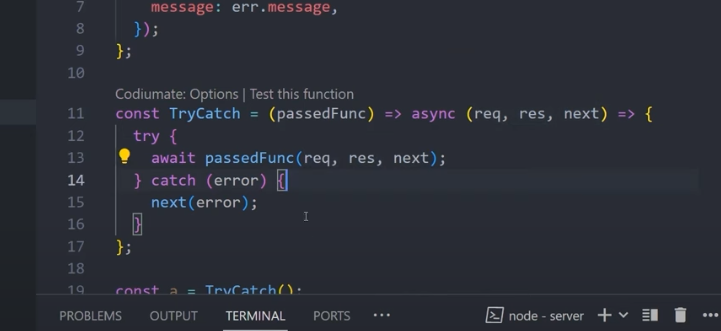 7 message: err.message,
8 });
9 };
10
Codiumate: Options | Test this function
11 const TryCatch = (passedFunc) => async (req, res, next) => {
12 try {
13 await passedFunc(req, res, next);
14 } catch (error) {
15 next(error);
16 }
17 };
18
19 const a = TryCatch();
PROBLEMS OUTPUT TERMINAL PORTS ··· node - server